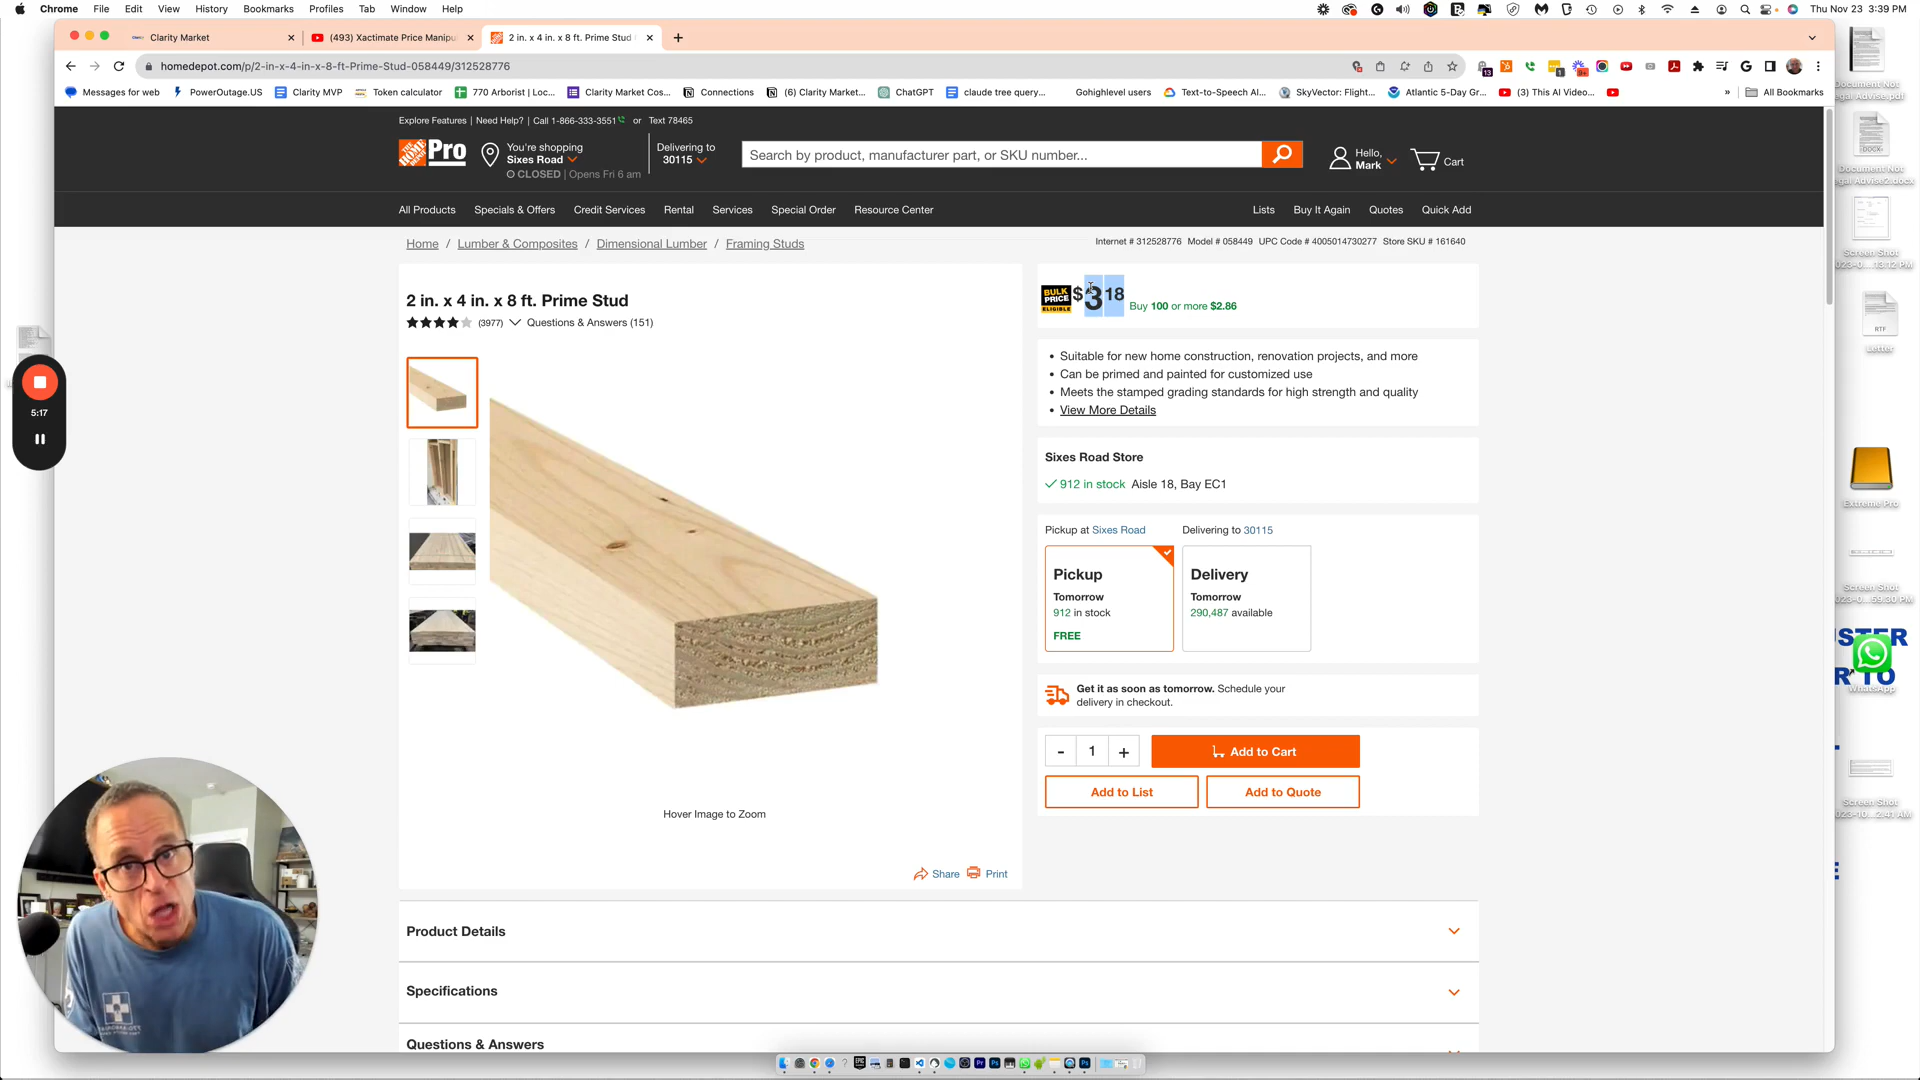 Chrome File Edit View History Bookmarks Profiles Tab Window Help
Thu Nov 23 3:39 PM
Clarity Market
(493) Xactimate Price Manipu
2 in. x 4 in. x 8 ft. Prime Stud
homedepot.com/p/2-in-x-4-in-x-8-ft-Prime-Stud-058449/312528776
Messages for web PowerOutage.US Clarity MVP Token calculator 770 Arborist | Loc... Clarity Market Cos... Connections (6) Clarity Market... ChatGPT claude tree query... Gohighlevel users Text-to-Speech AI... SkyVector: Flight... Atlantic 5-Day Gr... (3) This AI Video... » All Bookmarks
Explore Features | Need Help? | Call 1-866-333-3551 or Text 78465
THE HOME DEPOT Pro
You're shopping
Sixes Road
CLOSED | Opens Fri 6 am
Delivering to
30115
Search by product, manufacturer part, or SKU number...
Hello,
Mark
Cart
All Products Specials & Offers Credit Services Rental Services Special Order Resource Center
Lists Buy It Again Quotes Quick Add
Home / Lumber & Composites / Dimensional Lumber / Framing Studs
Internet # 312528776 Model # 058449 UPC Code # 4005014730277 Store SKU # 161640
2 in. x 4 in. x 8 ft. Prime Stud
(3977) Questions & Answers (151)
BULK
PRICE
ELIGIBLE
$3 18
Buy 100 or more $2.86
• Suitable for new home construction, renovation projects, and more
• Can be primed and painted for customized use
• Meets the stamped grading standards for high strength and quality
• View More Details
Sixes Road Store
912 in stock Aisle 18, Bay EC1
Pickup at Sixes Road
Delivering to 30115
Pickup
Tomorrow
912 in stock
FREE
Delivery
Tomorrow
290,487 available
Get it as soon as tomorrow. Schedule your
delivery in checkout.
- 1 +
Add to Cart
Add to List
Add to Quote
Hover Image to Zoom
Share Print
Product Details
Specifications
Questions & Answers
5:17
RTF
Letter
Extreme Pro
WhatsApp
Screen Shot
Screen Shot
Screen Shot